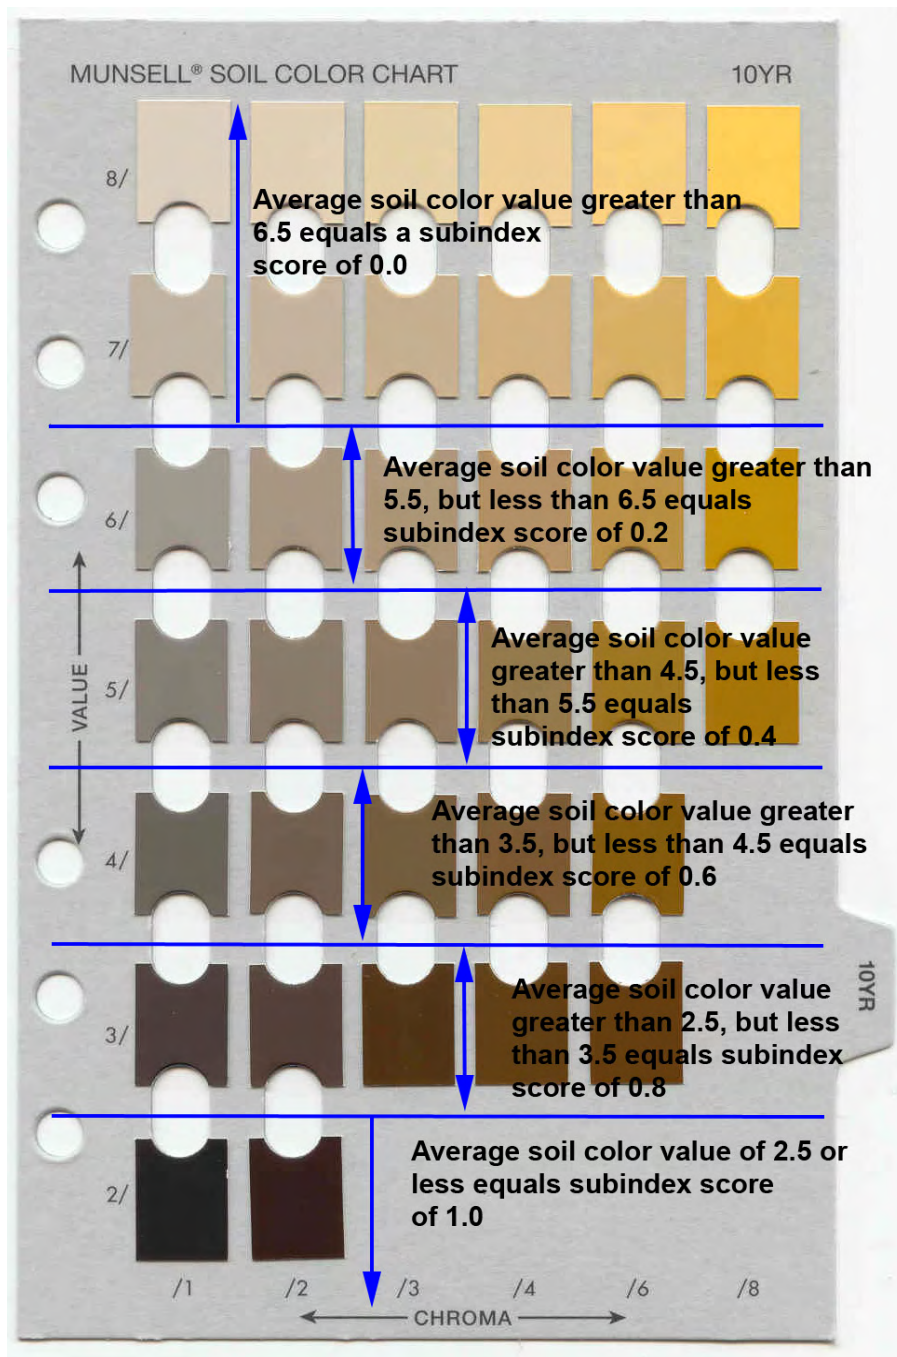 MUNSELL® SOIL COLOR CHART 10YR
8/
Average soil color value greater than
6.5 equals a subindex
score of 0.0
7/
Average soil color value greater than
5.5, but less than 6.5 equals
subindex score of 0.2
6/
Average soil color value
greater than 4.5, but less
than 5.5 equals
subindex score of 0.4
5/
VALUE
Average soil color value greater
than 3.5, but less than 4.5 equals
subindex score of 0.6
4/
Average soil color value
greater than 2.5, but less
than 3.5 equals subindex
score of 0.8
3/
10YR
Average soil color value of 2.5 or
less equals subindex score
of 1.0
2/
/1 /2 /3 /4 /6 /8
CHROMA